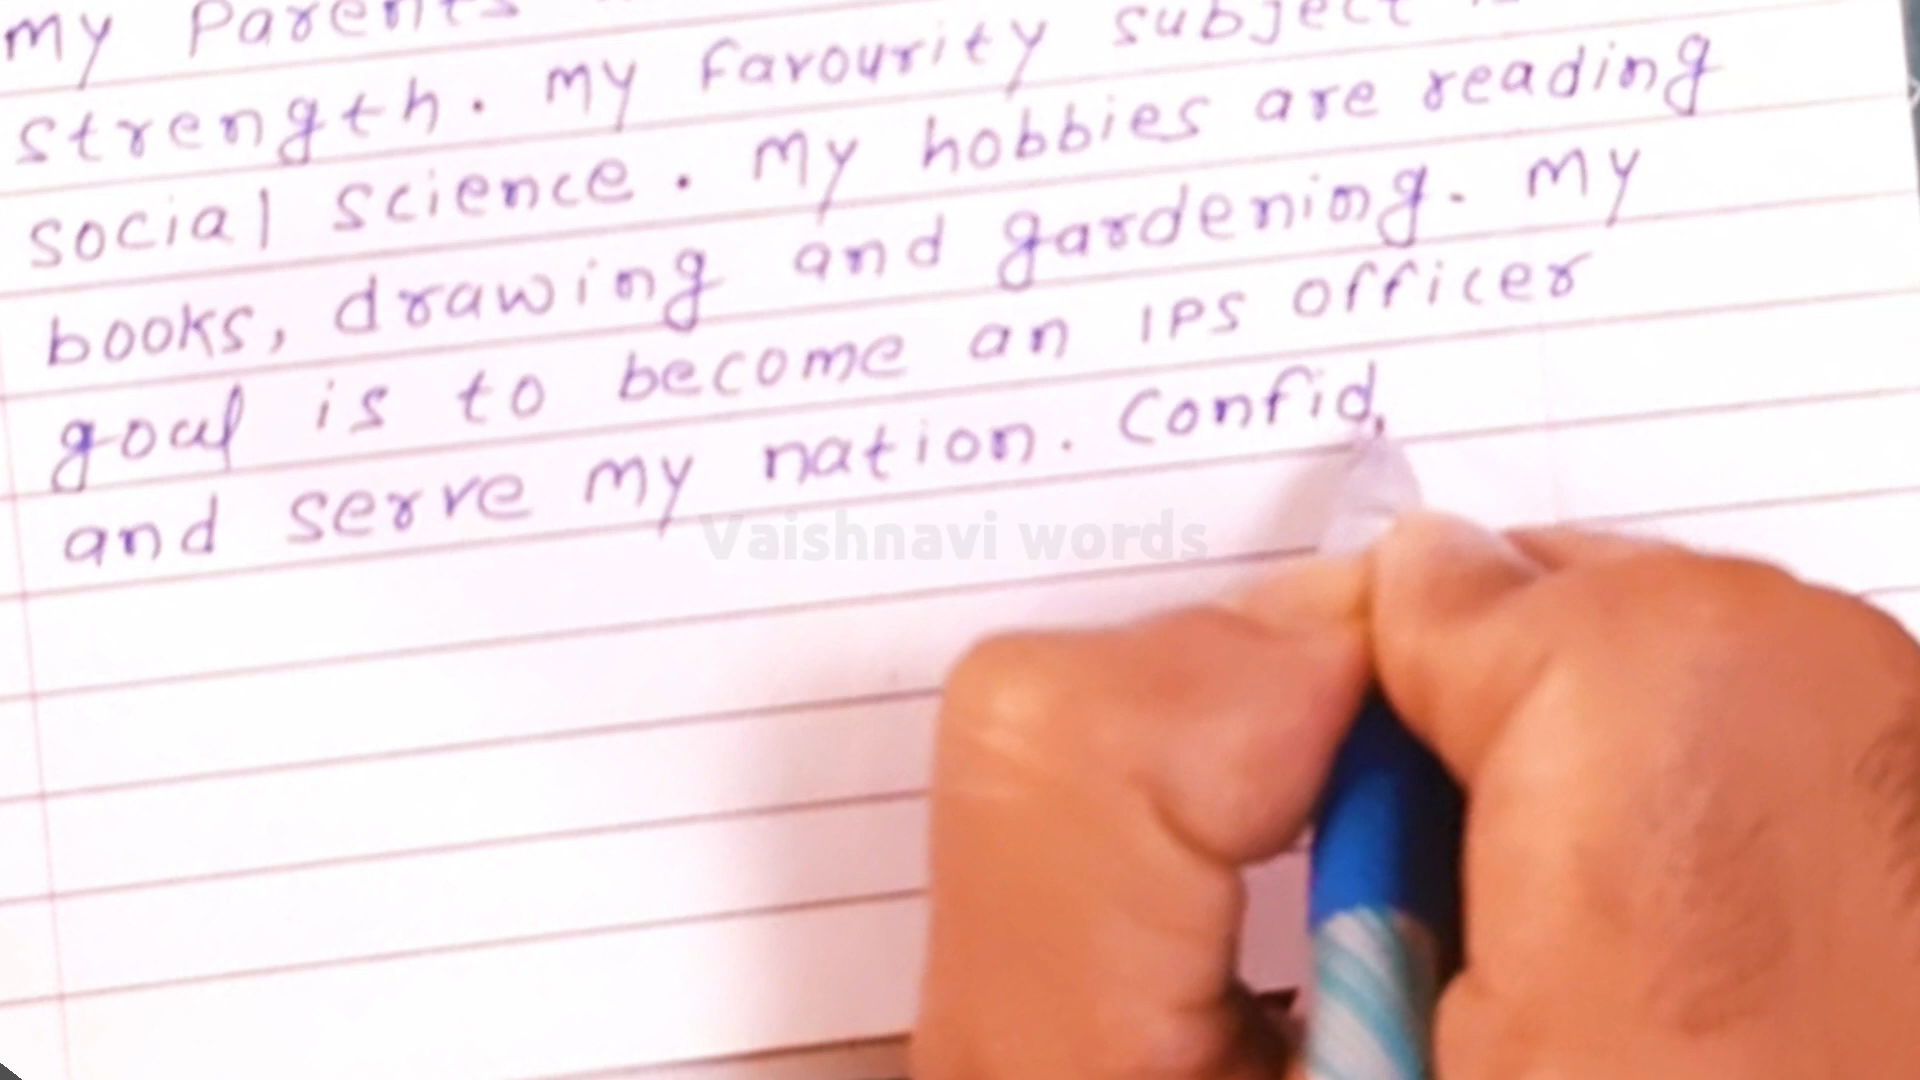 my Parents
strength. my favourity subject
social science. my hobbies are reading
books, drawing and gardening. my
goal is to become an IPS officer
and serve my nation. Confid
Vaishnavi words